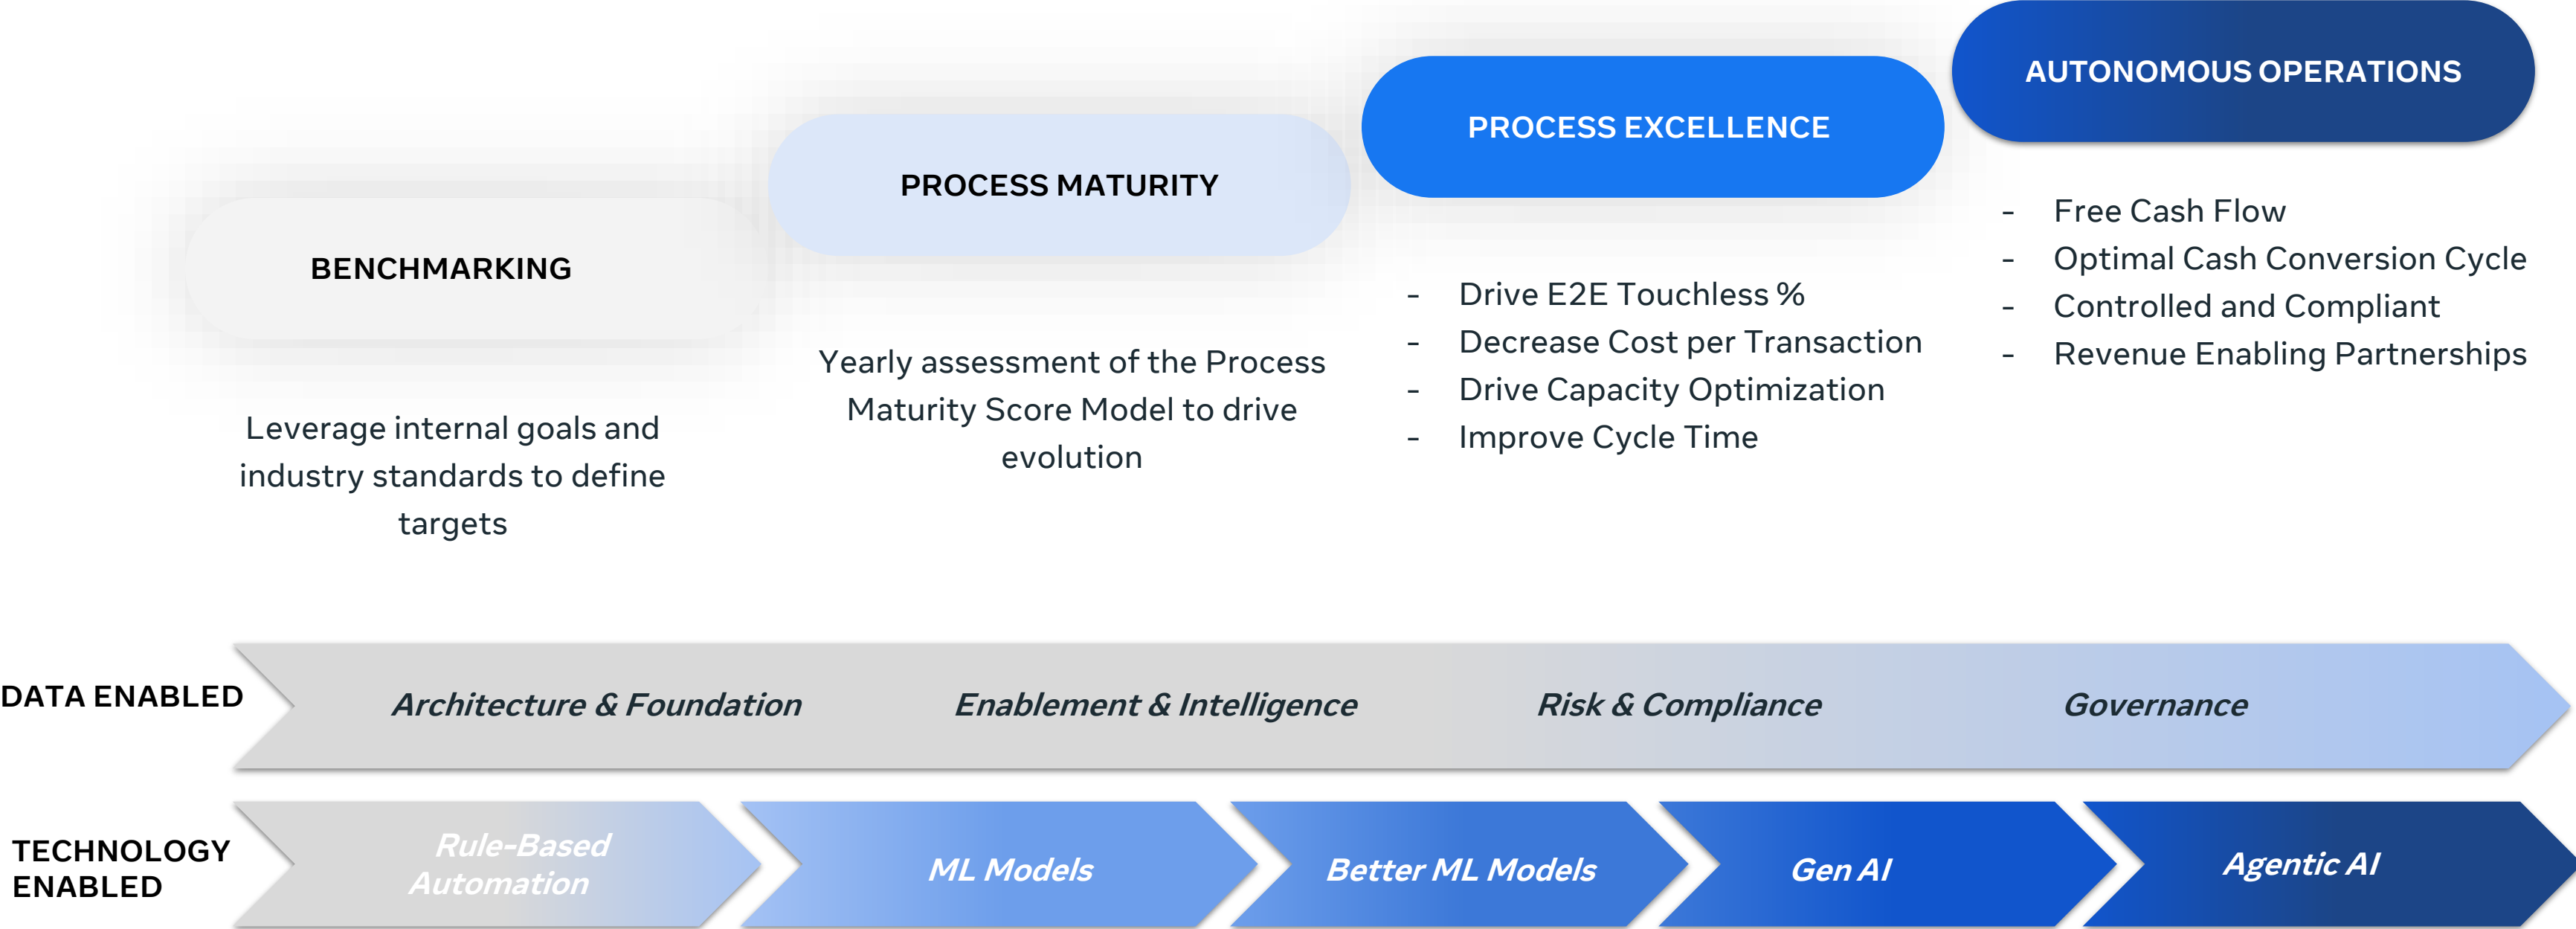 BENCHMARKING
Leverage internal goals and
industry standards to define
targets
PROCESS MATURITY
Yearly assessment of the Process
Maturity Score Model to drive
evolution
PROCESS EXCELLENCE
- Drive E2E Touchless %
- Decrease Cost per Transaction
- Drive Capacity Optimization
- Improve Cycle Time
AUTONOMOUS OPERATIONS
- Free Cash Flow
- Optimal Cash Conversion Cycle
- Controlled and Compliant
- Revenue Enabling Partnerships
DATA ENABLED
Architecture & Foundation
Enablement & Intelligence
Risk & Compliance
Governance
TECHNOLOGY
ENABLED
Rule-Based
Automation
ML Models
Better ML Models
Gen AI
Agentic AI